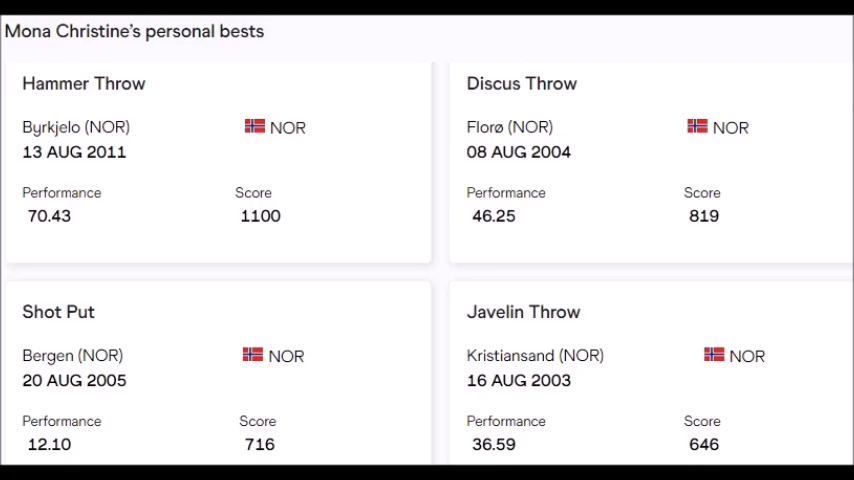 Mona Christine's personal bests
Hammer Throw
Byrkjelo (NOR) NOR
13 AUG 2011
Performance Score
70.43 1100
Discus Throw
Florø (NOR) NOR
08 AUG 2004
Performance Score
46.25 819
Shot Put
Bergen (NOR) NOR
20 AUG 2005
Performance Score
12.10 716
Javelin Throw
Kristiansand (NOR) NOR
16 AUG 2003
Performance Score
36.59 646